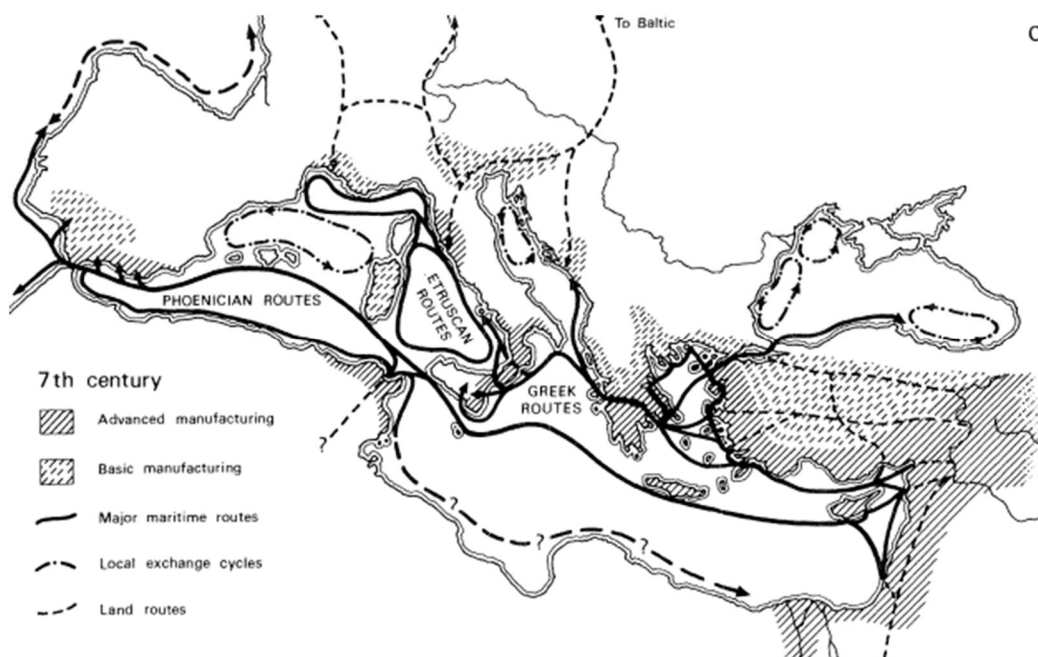 To Baltic
C
PHOENICIAN ROUTES
ETRUSCAN
ROUTES
GREEK
ROUTES
7th century
Advanced manufacturing
Basic manufacturing
Major maritime routes
Local exchange cycles
Land routes
?
?
?
?